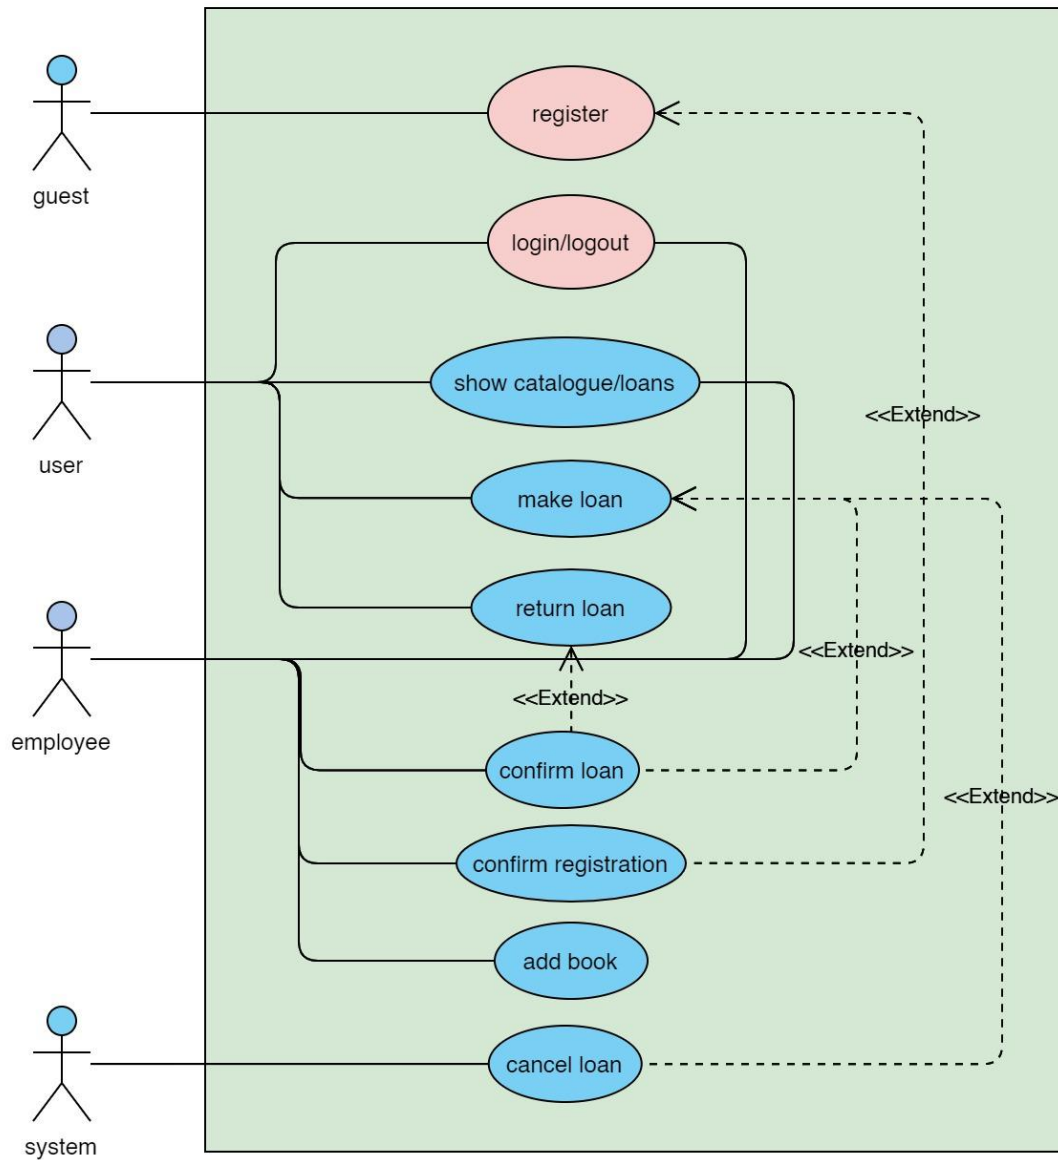 register
guest
login/logout
show catalogue/loans
<<Extend>>
user
make loan
return loan
<<Extend>>
<<Extend>>
employee
confirm loan
<<Extend>>
confirm registration
add book
cancel loan
system